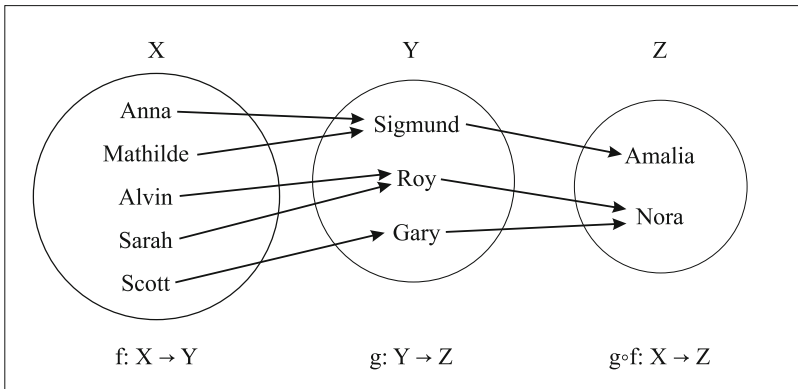 X Y Z
Anna
Mathilde
Alvin
Sarah
Scott
Sigmund
Roy
Gary
Amalia
Nora
f: X → Y g: Y → Z g∘f: X → Z